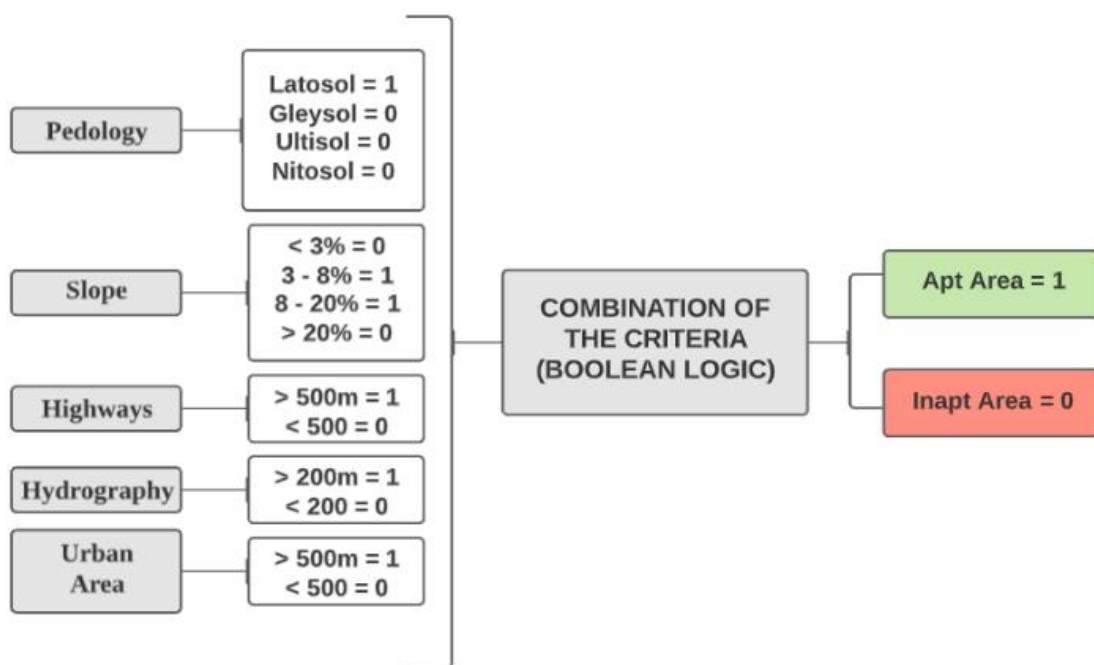 Pedology
Latosol = 1
Gleysol = 0
Ultisol = 0
Nitosol = 0
Slope
< 3% = 0
3 - 8% = 1
8 - 20% = 1
> 20% = 0
Highways
> 500m = 1
< 500 = 0
Hydrography
> 200m = 1
< 200 = 0
Urban
Area
> 500m = 1
< 500 = 0
COMBINATION OF
THE CRITERIA
(BOOLEAN LOGIC)
Apt Area = 1
Inapt Area = 0